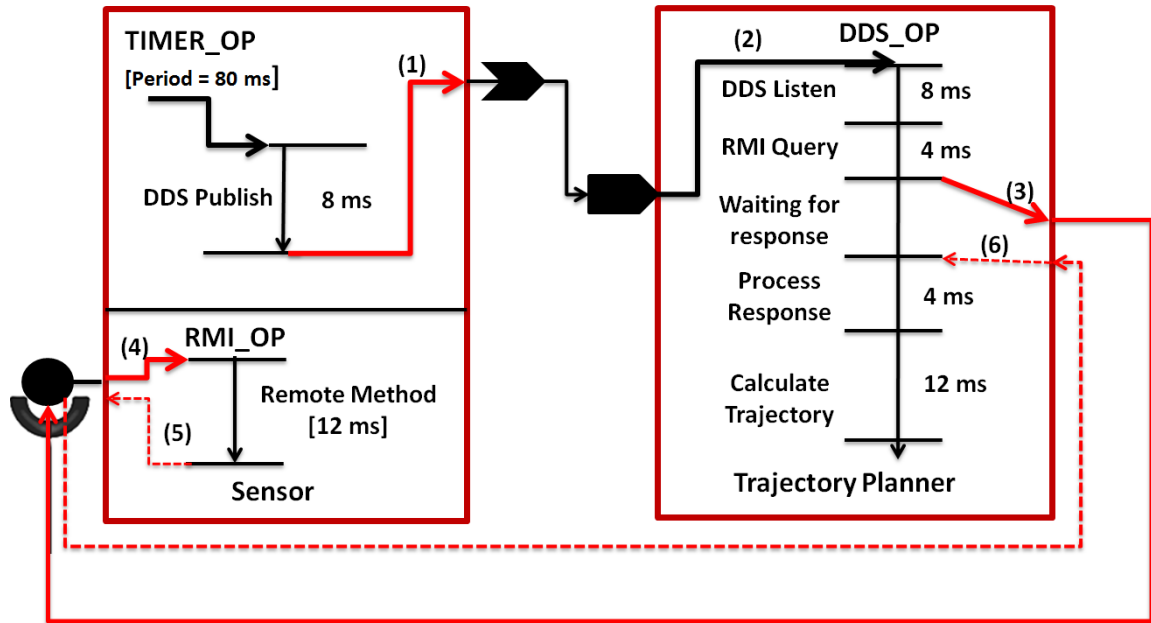 TIMER_OP
[Period = 80 ms]
(1)
DDS Publish
8 ms
RMI_OP
(4)
Remote Method
[12 ms]
(5)
Sensor
(2)
DDS_OP
DDS Listen
8 ms
RMI Query
4 ms
(3)
Waiting for
response
(6)
Process
Response
4 ms
Calculate
Trajectory
12 ms
Trajectory Planner